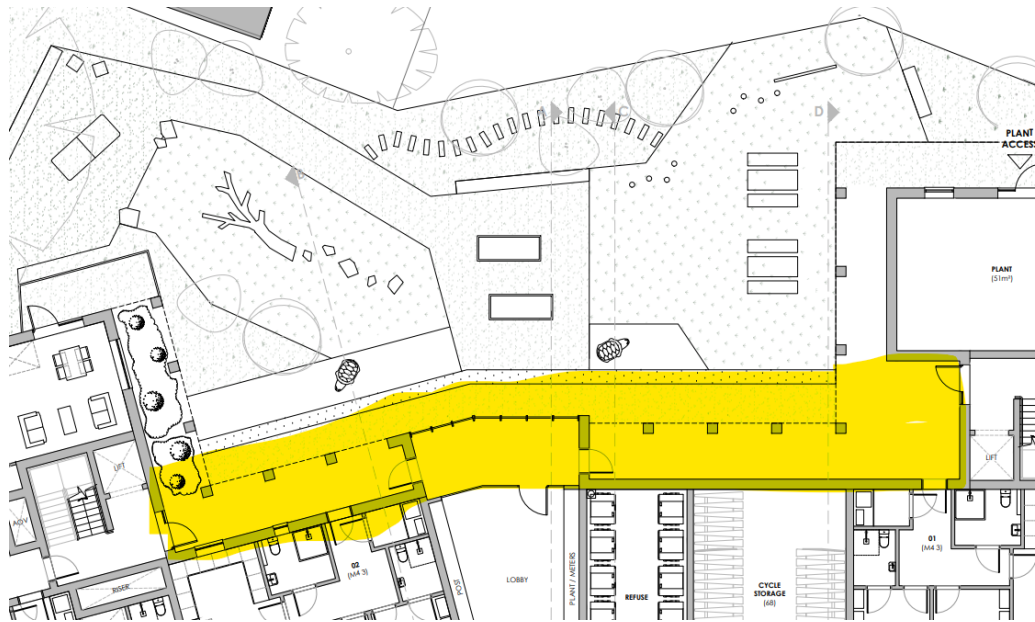 A
C
D
B
PLANT
ACCESS
PLANT
(51m²)
LIFT
LIFT
AOV
RISER
02
(M4 3)
POST
LOBBY
PLANT / METERS
REFUSE
CYCLE
STORAGE
(68)
01
(M4 3)